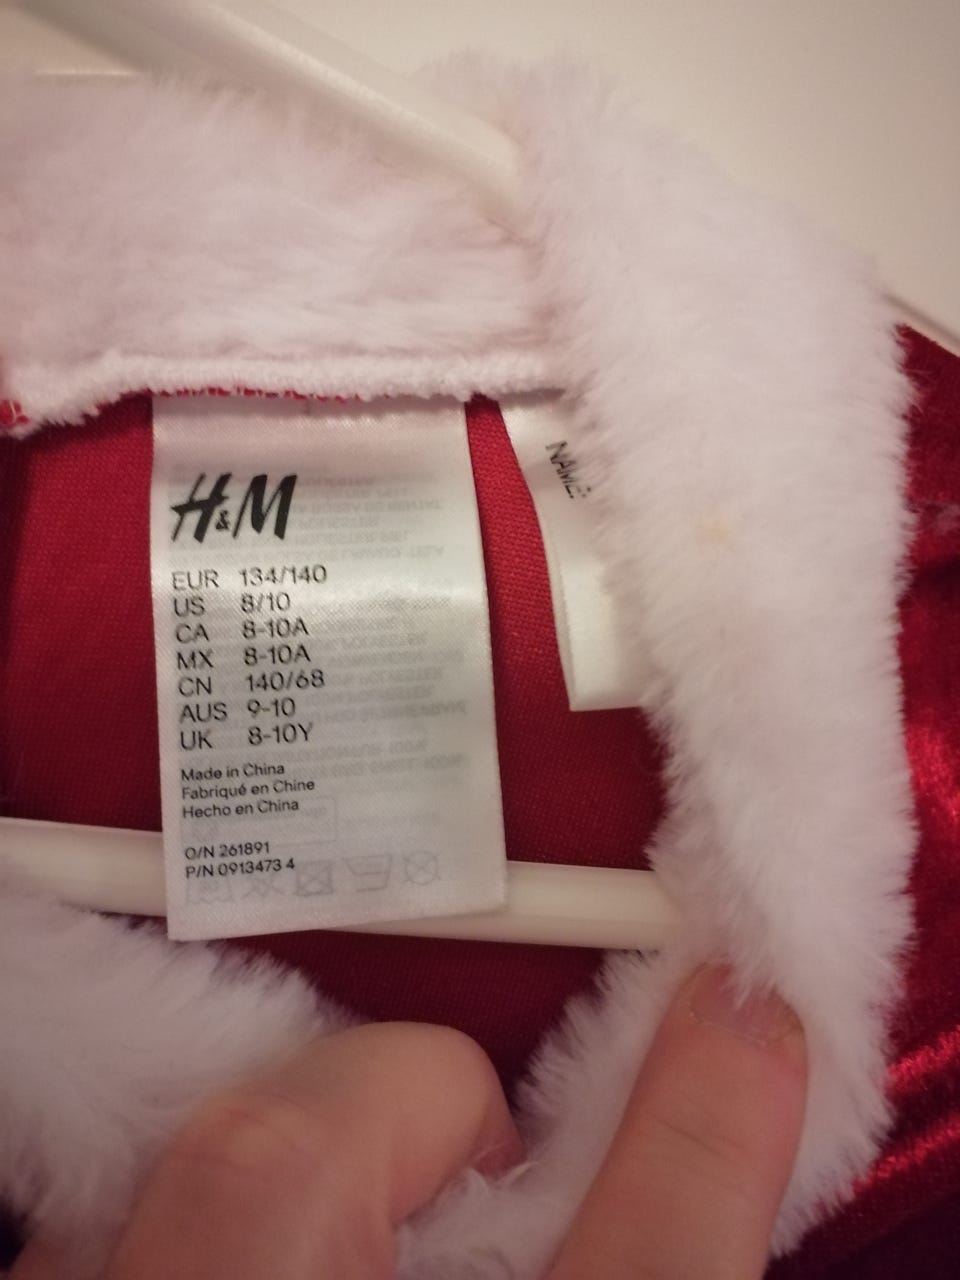 H&M
EUR 134/140
US 8/10
CA 8-10A
MX 8-10A
CN 140/68
AUS 9-10
UK 8-10Y
Made in China
Fabriqué en Chine
Hecho en China
O/N 261891
P/N 0913473 4
NAME: